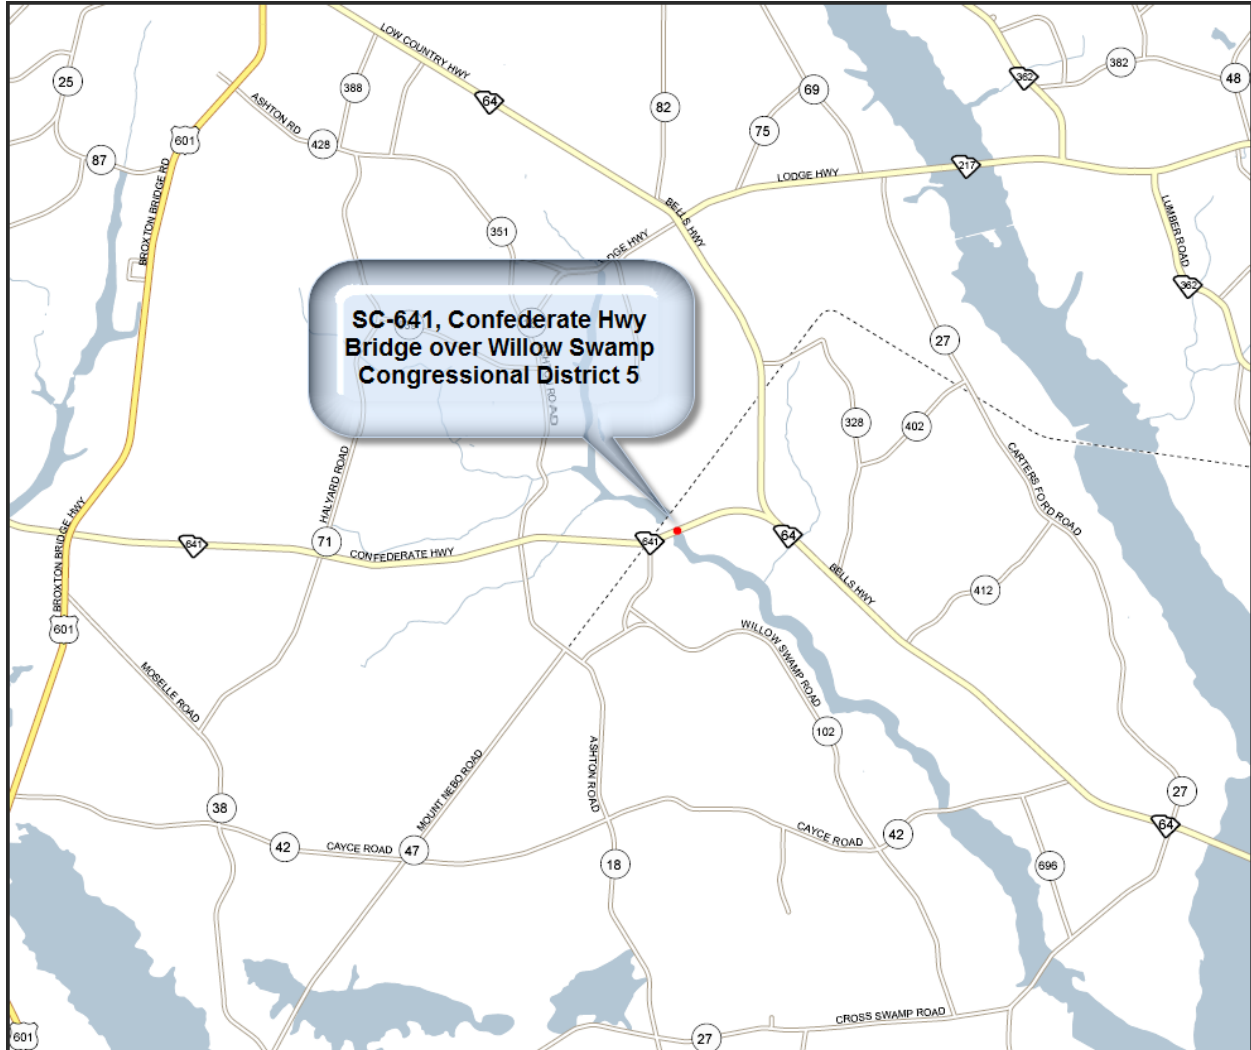 LOW COUNTRY HWY
25
388
64
82
69
382
362
48
ASHTON RD
601
428
75
87
217
LODGE HWY
BROXTON BRIDGE RD
BELLS HWY
LUMBER ROAD
351
362
SC-641, Confederate Hwy
Bridge over Willow Swamp
Congressional District 5
27
328
402
HALYARD ROAD
CARTERS FORD ROAD
BROXTON BRIDGE HWY
641
71
CONFEDERATE HWY
641
64
BELLS HWY
412
601
WILLOW SWAMP ROAD
MOSELLE ROAD
102
MOUNT NEBO ROAD
ASHTON ROAD
27
38
64
42
CAYCE ROAD
47
CAYCE ROAD
42
18
696
CROSS SWAMP ROAD
601
27